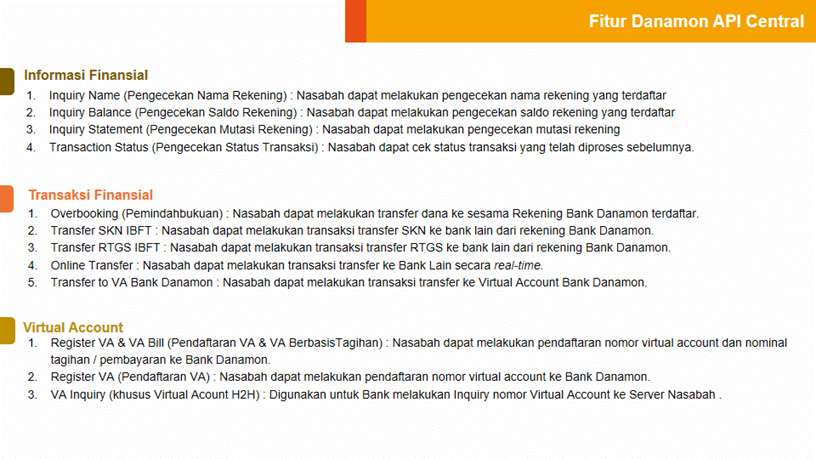 Fitur Danamon API Central
Informasi Finansial
1. Inquiry Name (Pengecekan Nama Rekening) : Nasabah dapat melakukan pengecekan nama rekening yang terdaftar
2. Inquiry Balance (Pengecekan Saldo Rekening) : Nasabah dapat melakukan pengecekan saldo rekening yang terdaftar
3. Inquiry Statement (Pengecekan Mutasi Rekening) : Nasabah dapat melakukan pengecekan mutasi rekening
4. Transaction Status (Pengecekan Status Transaksi) : Nasabah dapat cek status transaksi yang telah diproses sebelumnya.
Transaksi Finansial
1. Overbooking (Pemindahbukuan) : Nasabah dapat melakukan transfer dana ke sesama Rekening Bank Danamon terdaftar.
2. Transfer SKN IBFT : Nasabah dapat melakukan transaksi transfer SKN ke bank lain dari rekening Bank Danamon.
3. Transfer RTGS IBFT : Nasabah dapat melakukan transaksi transfer RTGS ke bank lain dari rekening Bank Danamon.
4. Online Transfer : Nasabah dapat melakukan transaksi transfer ke Bank Lain secara real-time.
5. Transfer to VA Bank Danamon : Nasabah dapat melakukan transaksi transfer ke Virtual Account Bank Danamon.
Virtual Account
1. Register VA & VA Bill (Pendaftaran VA & VA BerbasisTagihan) : Nasabah dapat melakukan pendaftaran nomor virtual account dan nominal
tagihan / pembayaran ke Bank Danamon.
2. Register VA (Pendaftaran VA) : Nasabah dapat melakukan pendaftaran nomor virtual account ke Bank Danamon.
3. VA Inquiry (khusus Virtual Acount H2H) : Digunakan untuk Bank melakukan Inquiry nomor Virtual Account ke Server Nasabah .